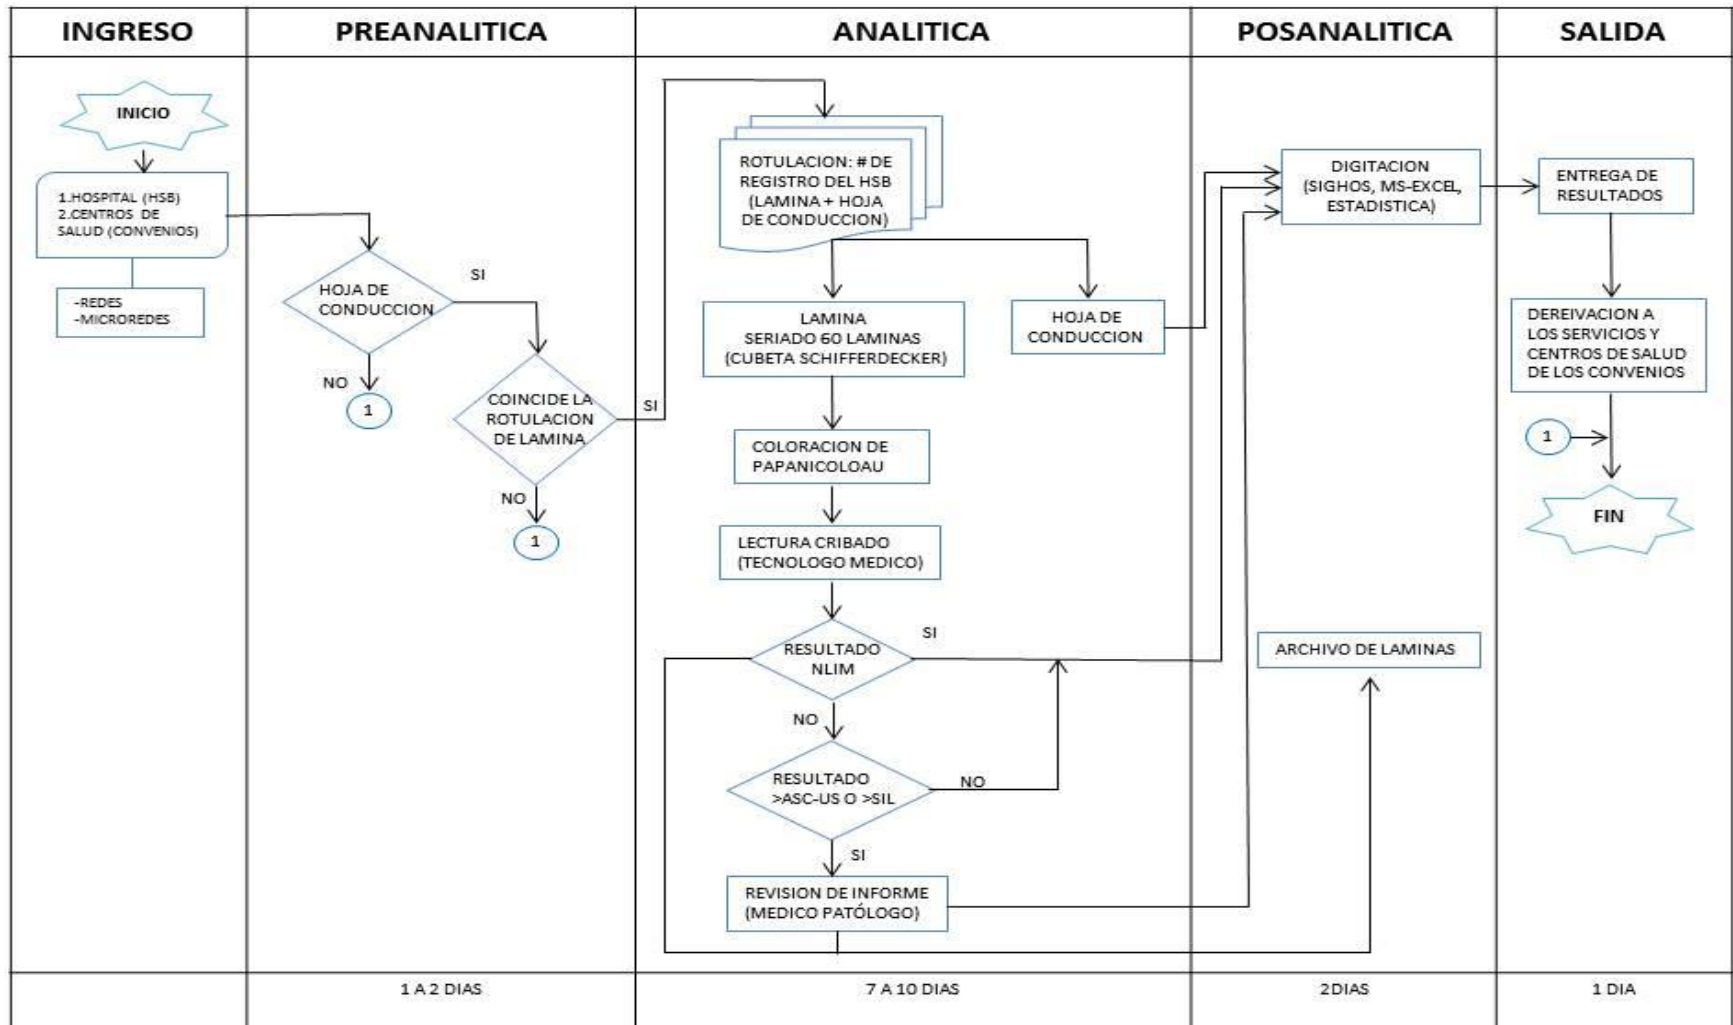 INGRESO
PREANALITICA
ANALITICA
POSANALITICA
SALIDA
INICIO
1.HOSPITAL (HSB)
2.CENTROS DE
SALUD (CONVENIOS)
-REDES
-MICROREDES
HOJA DE
CONDUCCION
SI
NO
1
COINCIDE LA
ROTULACION
DE LAMINA
SI
NO
1
ROTULACION: # DE
REGISTRO DEL HSB
(LAMINA + HOJA
DE CONDUCCION)
LAMINA
SERIADO 60 LAMINAS
(CUBETA SCHIFFERDECKER)
HOJA DE
CONDUCCION
COLORACION DE
PAPANICOLOAU
LECTURA CRIBADO
(TECNOLOGO MEDICO)
RESULTADO
NLIM
SI
NO
RESULTADO
>ASC-US O >SIL
NO
SI
REVISION DE INFORME
(MEDICO PATÓLOGO)
DIGITACION
(SIGHOS, MS-EXCEL,
ESTADISTICA)
ARCHIVO DE LAMINAS
ENTREGA DE
RESULTADOS
DEREIVACION A
LOS SERVICIOS Y
CENTROS DE SALUD
DE LOS CONVENIOS
1
FIN
1 A 2 DIAS
7 A 10 DIAS
2DIAS
1 DIA